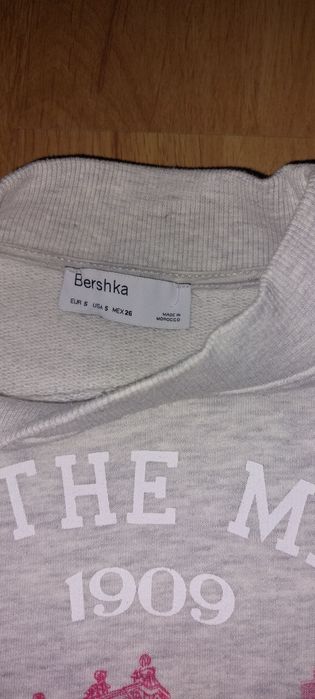 Bershka
EUR S USA S MEX 26
MADE IN
MOROCCO
THE M
1909